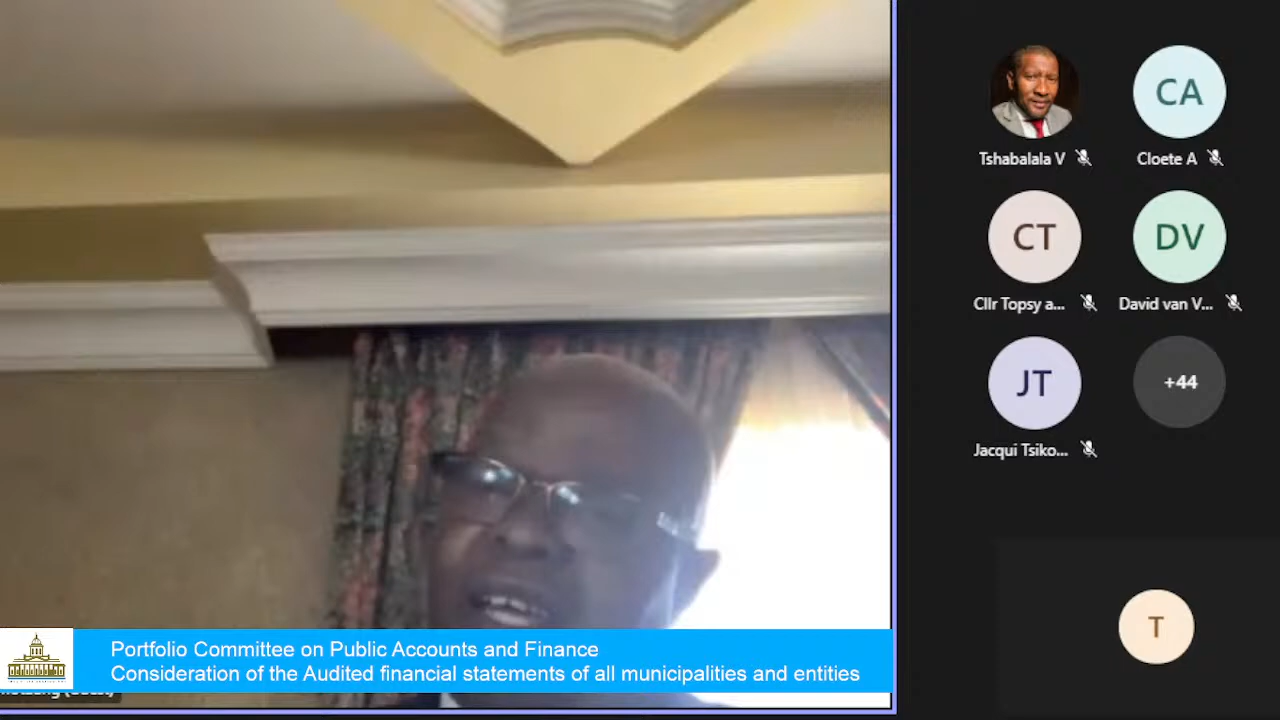 Tshabalala V
CA
Cloete A
CT
Cllr Topsy a...
DV
David van V...
JT
Jacqui Tsiko...
+44
T
Portfolio Committee on Public Accounts and Finance
Consideration of the Audited financial statements of all municipalities and entities